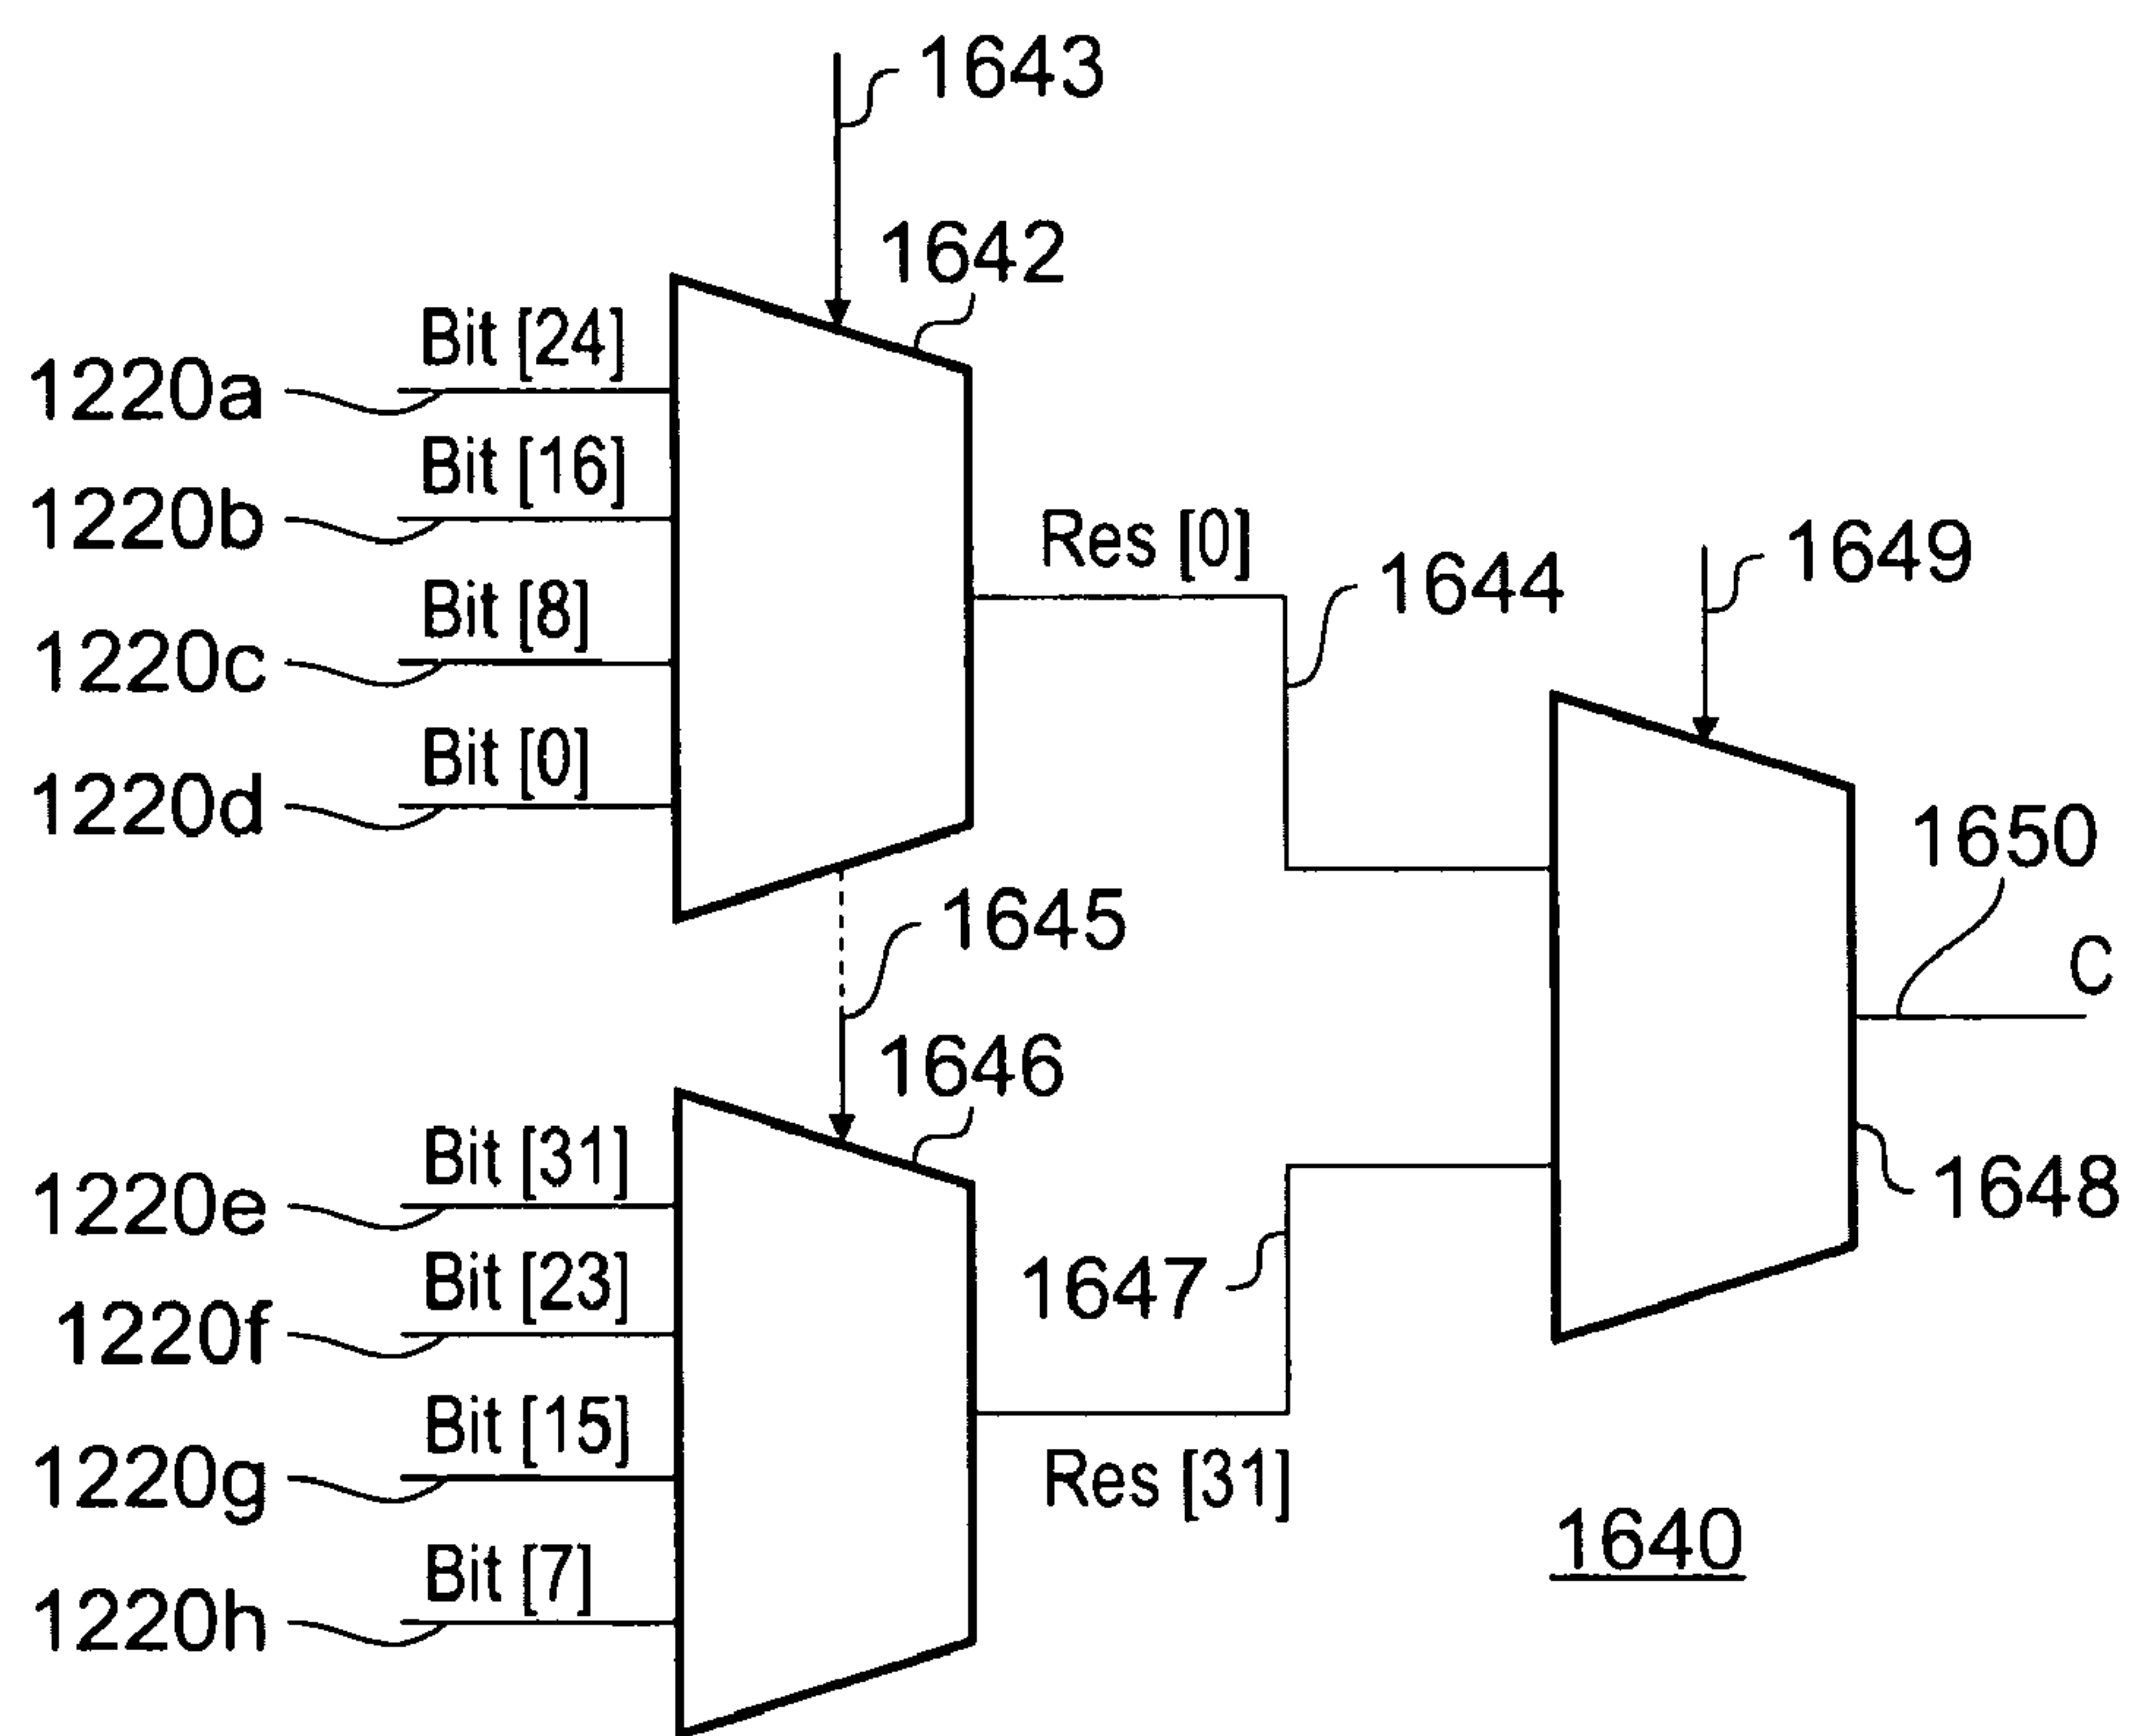 1643
1642
Bit [24]
1220a
Bit [16]
1220b
Res [0]
1649
1644
Bit [8]
1220c
Bit [0]
1220d
1650
1645
C
1646
Bit [31]
1220e
1648
Bit [23]
1647
1220f
Bit [15]
1220g
Res [31]
1640
Bit [7]
1220h